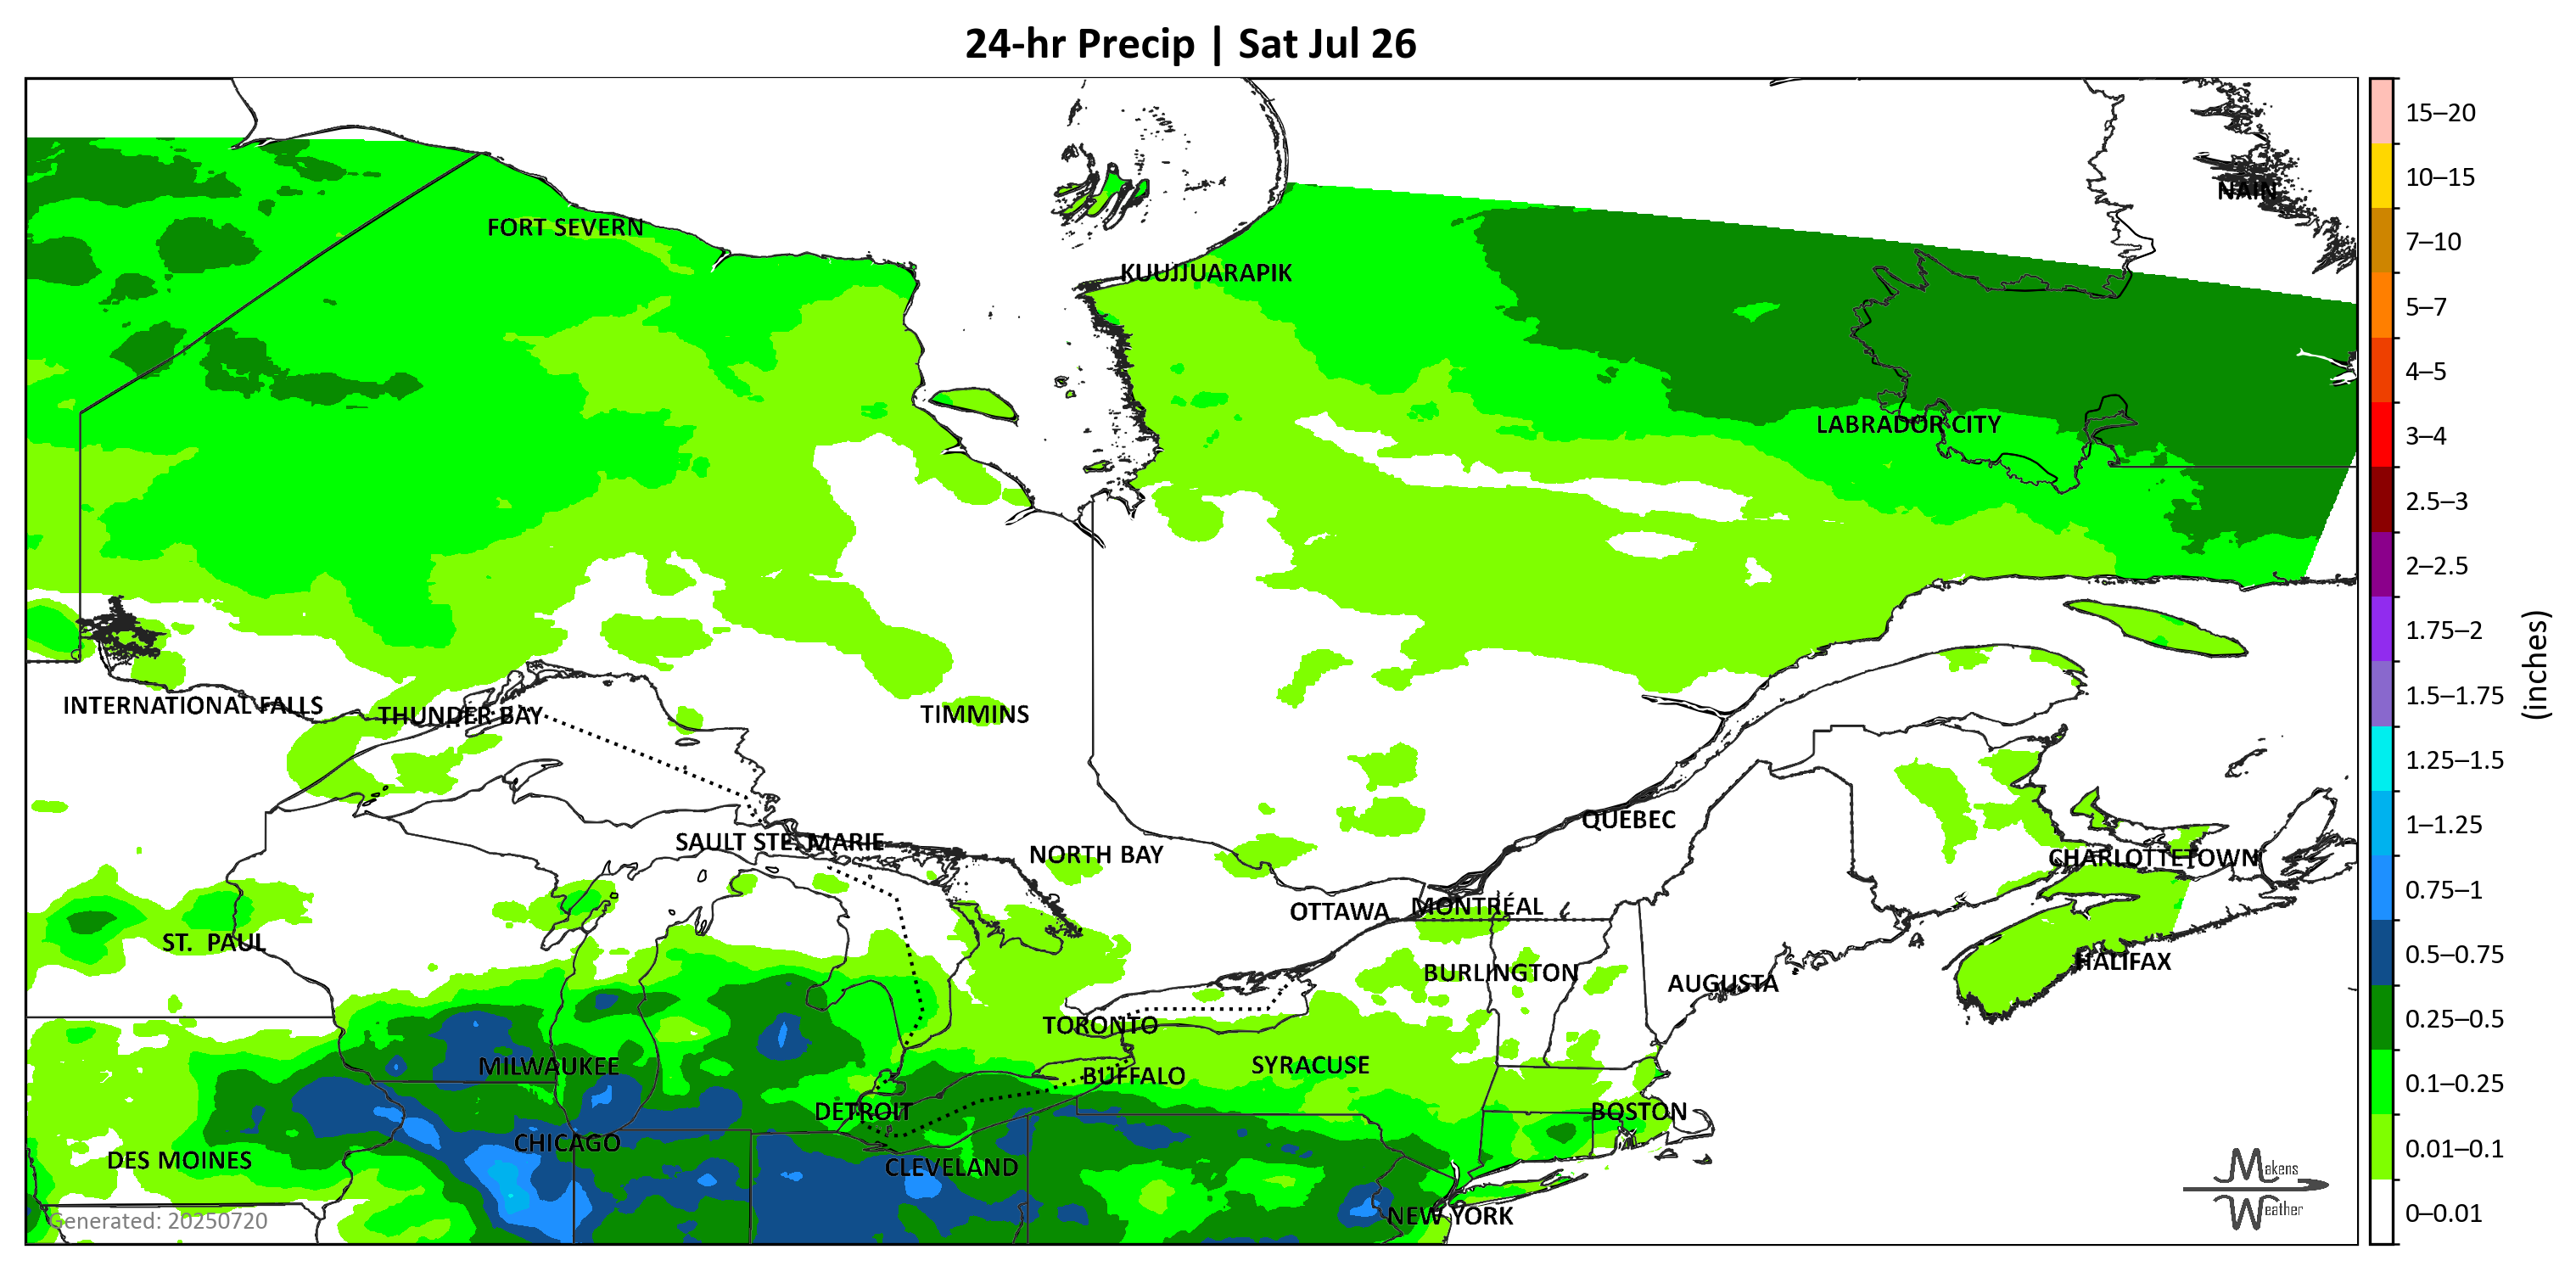 24-hr Precip | Sat Jul 26
15–20
10–15
7–10
5–7
4–5
3–4
2.5–3
2–2.5
1.75–2
1.5–1.75
1.25–1.5
1–1.25
0.75–1
0.5–0.75
0.25–0.5
0.1–0.25
0.01–0.1
0–0.01
(inches)
NAIN
FORT SEVERN
KUUJJUARAPIK
LABRADOR CITY
INTERNATIONAL FALLS
THUNDER BAY
TIMMINS
QUEBEC
SAULT STE. MARIE
NORTH BAY
CHARLOTTETOWN
OTTAWA
MONTRÉAL
ST. PAUL
HALIFAX
BURLINGTON
AUGUSTA
TORONTO
MILWAUKEE
SYRACUSE
BUFFALO
DETROIT
BOSTON
CHICAGO
DES MOINES
CLEVELAND
NEW YORK
Generated: 20250720
Makens
Weather